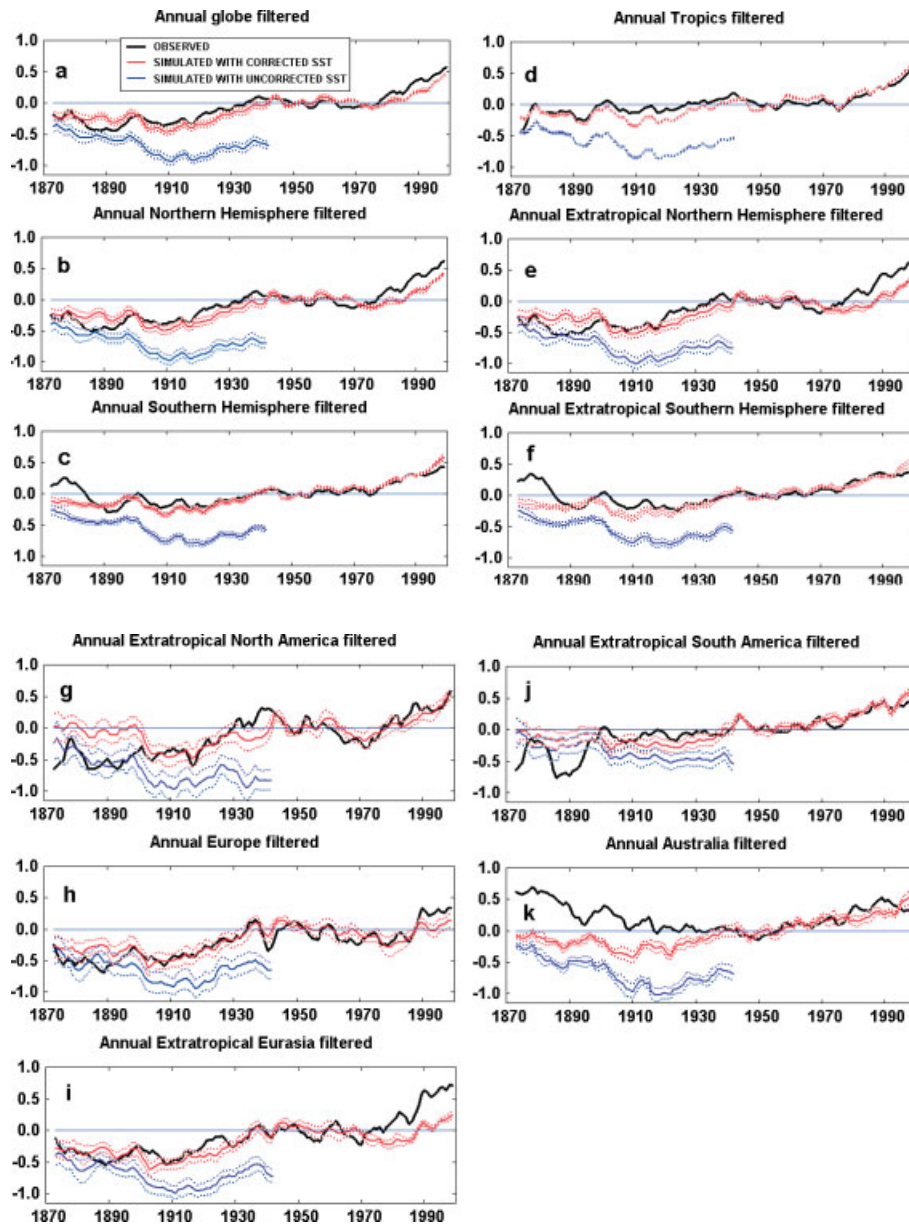 Annual globe filtered
OBSERVED
SIMULATED WITH CORRECTED SST
SIMULATED WITH UNCORRECTED SST
a
1.0
0.5
0.0
-0.5
-1.0
1870 1890 1910 1930 1950 1970 1990
Annual Tropics filtered
d
1
0.5
0
-0.5
-1
1870 1890 1910 1930 1950 1970 1990
Annual Northern Hemisphere filtered
b
1
0.5
0.0
-0.5
-1.0
1870 1890 1910 1930 1950 1970 1990
Annual Extratropical Northern Hemisphere filtered
e
1
0.5
0
-0.5
-1
1870 1890 1910 1930 1950 1970 1990
Annual Southern Hemisphere filtered
c
1
0.5
0.0
-0.5
1.0
1870 1890 1910 1930 1950 1970 1990
Annual Extratropical Southern Hemisphere filtered
f
1
0.5
0
-0.5
-1
1870 1890 1910 1930 1950 1970 1990
Annual Extratropical North America filtered
g
1.0
0.5
0.0
-0.5
-1.0
1870 1890 1910 1930 1950 1970 1990
Annual Extratropical South America filtered
j
1.0
0.5
0.0
-0.5
-1.0
1870 1890 1910 1930 1950 1970 1990
Annual Europe filtered
h
1.0
0.5
0.0
-0.5
-1.0
1870 1890 1910 1930 1950 1970 1990
Annual Australia filtered
k
1.0
0.5
0.0
-0.5
-1.0
1870 1890 1910 1930 1950 1970 1990
Annual Extratropical Eurasia filtered
i
1.0
0.5
0.0
-0.5
-1.0
1870 1890 1910 1930 1950 1970 1990